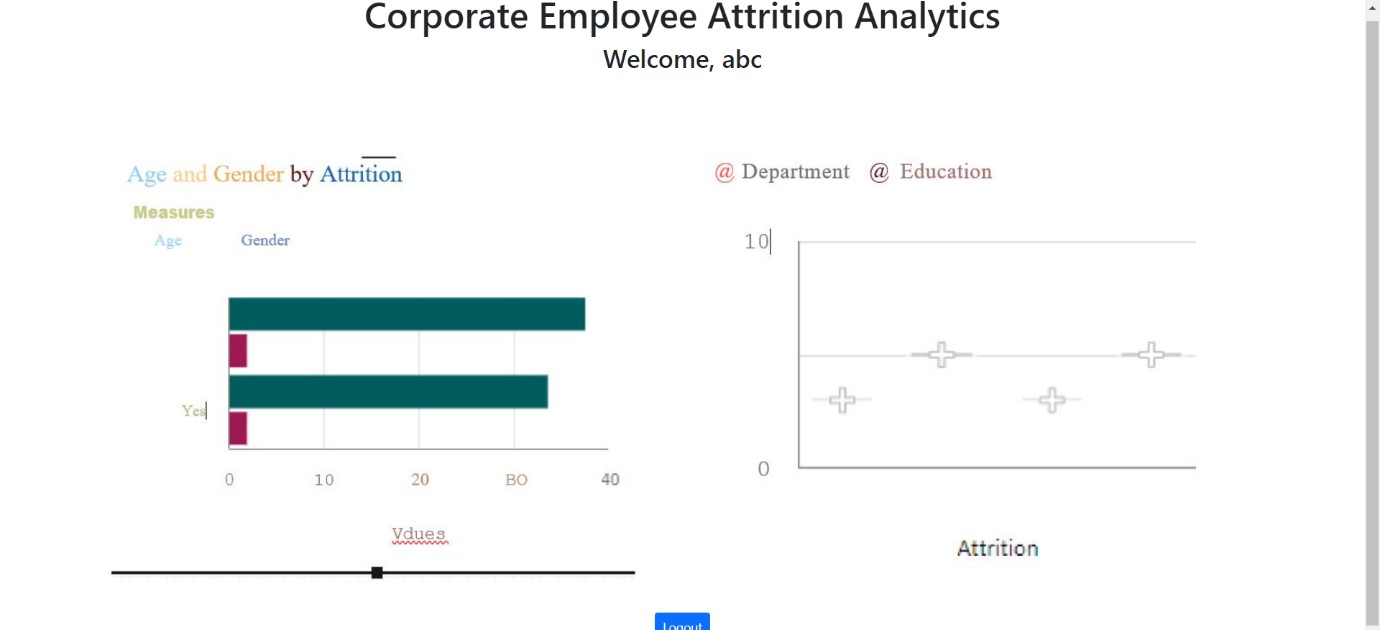 Corporate Employee Attrition Analytics
Welcome, abc
Age and Gender by Attrition
Measures
Age Gender
Yes
0 10 20 BO 40
Vdues
@ Department @ Education
10
0
Attrition
Logout